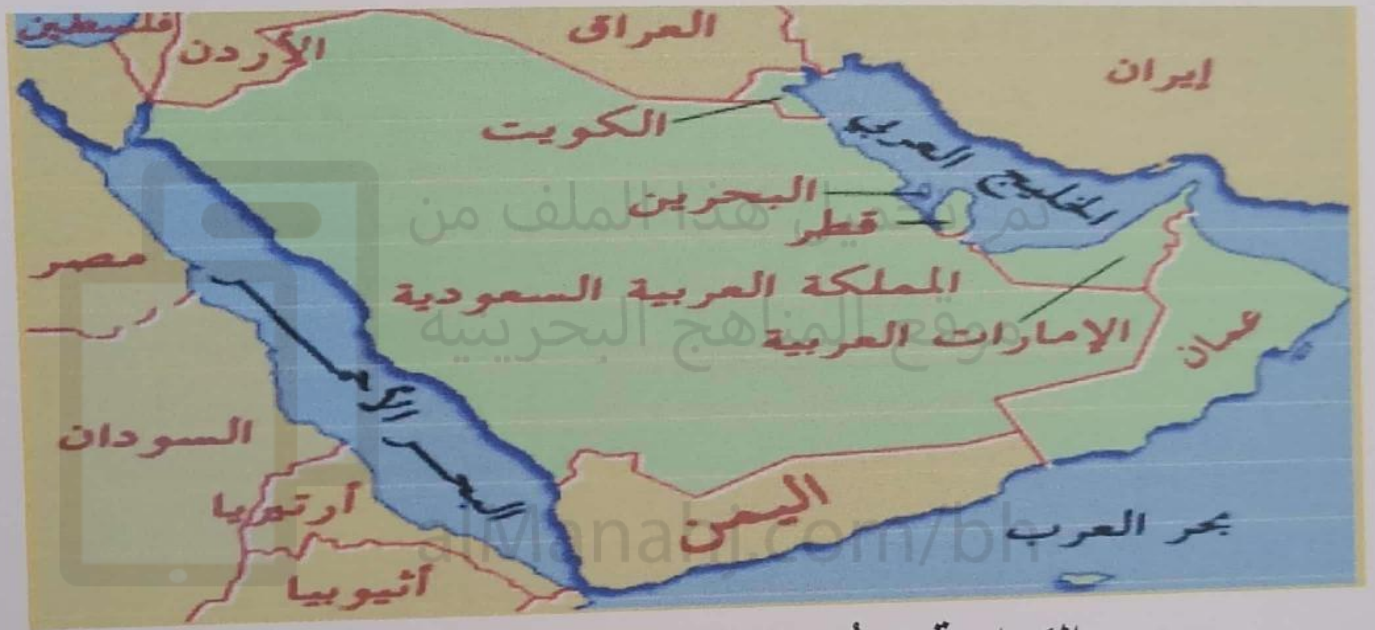 فلسطين
الأردن
العراق
إيران
الكويت
الخليج العربي
البحرين
قطر
تم تحميل هذا الملف من
مصر
المملكة العربية السعودية
موقع المناهج البحرينية
الإمارات العربية
عمان
البحر الأحمر
السودان
أرتيريا
اليمن
بحر العرب
almanahj.com/bh
أثيوبيا